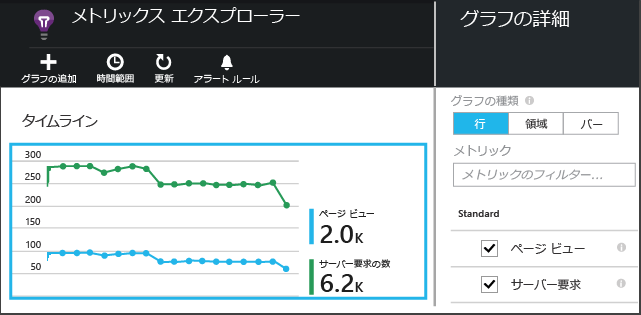 メトリックス エクスプローラー
グラフの追加
時間範囲
更新
アラート ルール
タイムライン
300
250
200
150
100
50
ページ ビュー
2.0K
サーバー要求の数
6.2K
グラフの詳細
グラフの種類
行
領域
バー
メトリック
メトリックのフィルター...
Standard
ページ ビュー
サーバー要求